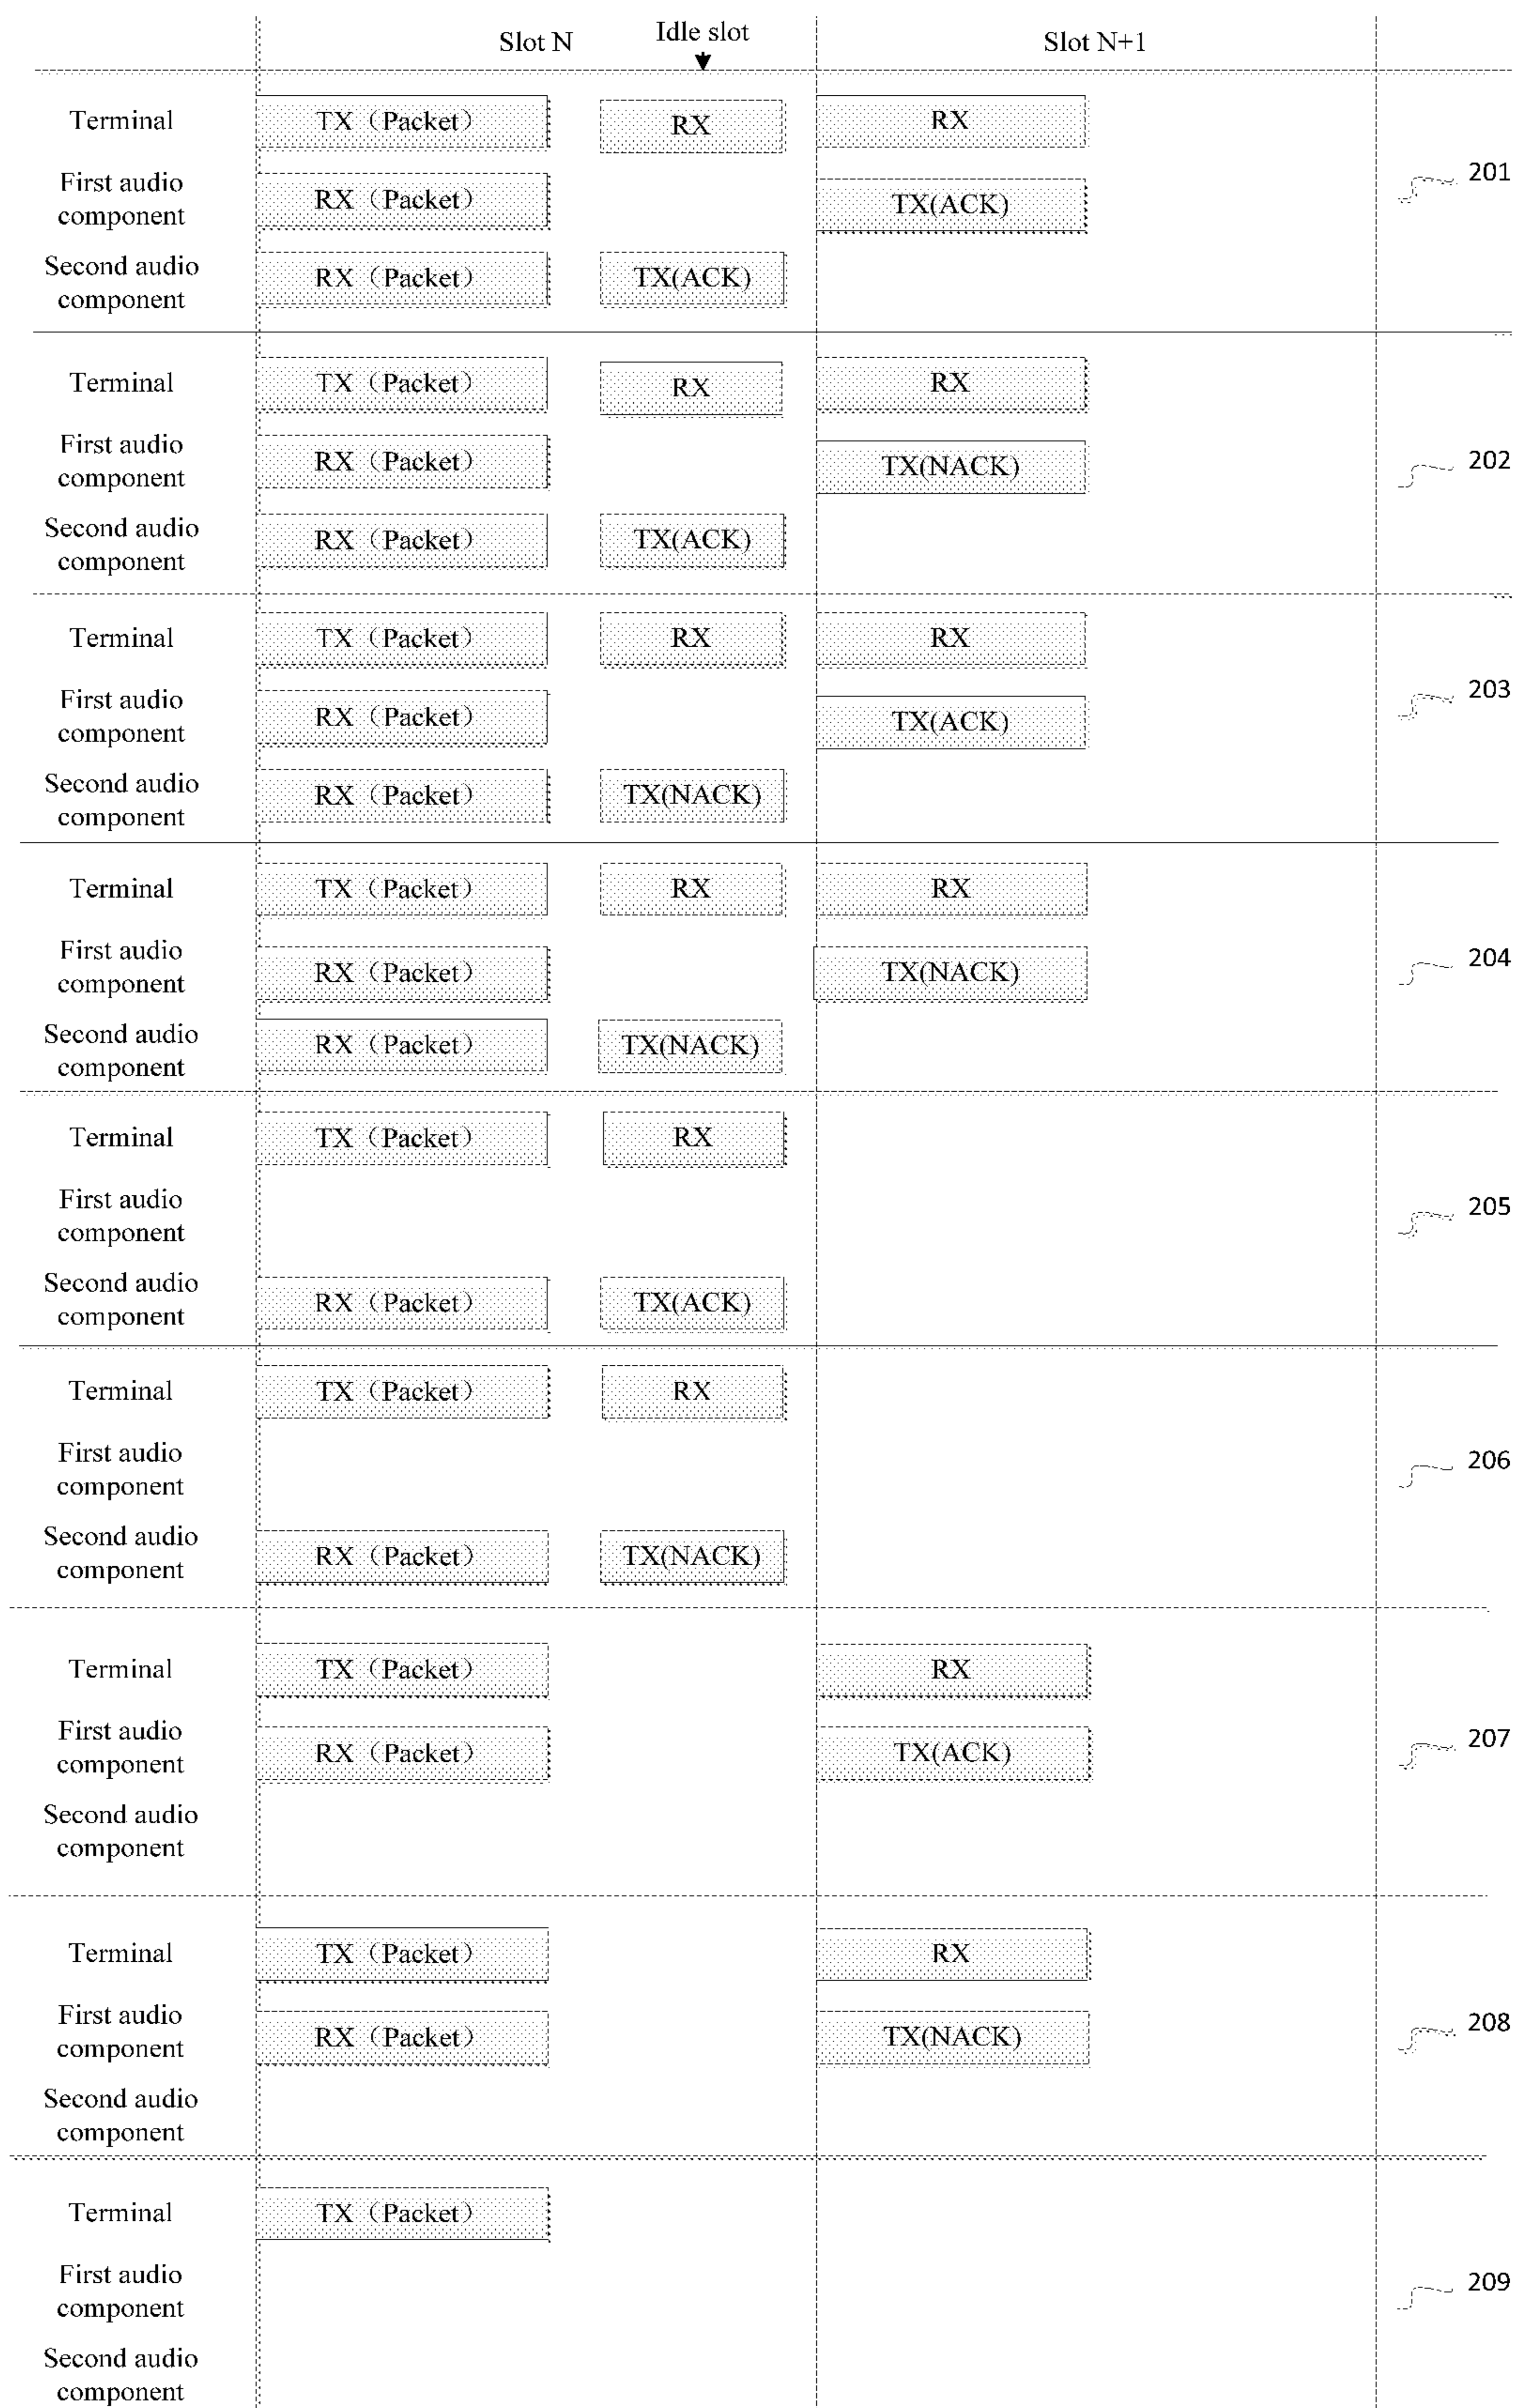 Slot N
Idle slot
Slot N+1
Terminal
TX（Packet）
RX
RX
First audio
component
RX（Packet）
TX(ACK)
201
Second audio
component
RX（Packet）
TX(ACK)
Terminal
TX（Packet）
RX
RX
First audio
component
RX（Packet）
TX(NACK)
202
Second audio
component
RX（Packet）
TX(ACK)
Terminal
TX（Packet）
RX
RX
First audio
component
RX（Packet）
TX(ACK)
203
Second audio
component
RX（Packet）
TX(NACK)
Terminal
TX（Packet）
RX
RX
First audio
component
RX（Packet）
TX(NACK)
204
Second audio
component
RX（Packet）
TX(NACK)
Terminal
TX（Packet）
RX
First audio
component
205
Second audio
component
RX（Packet）
TX(ACK)
Terminal
TX（Packet）
RX
First audio
component
206
Second audio
component
RX（Packet）
TX(NACK)
Terminal
TX（Packet）
RX
First audio
component
RX（Packet）
TX(ACK)
207
Second audio
component
Terminal
TX（Packet）
RX
First audio
component
RX（Packet）
TX(NACK)
208
Second audio
component
Terminal
TX（Packet）
First audio
component
209
Second audio
component